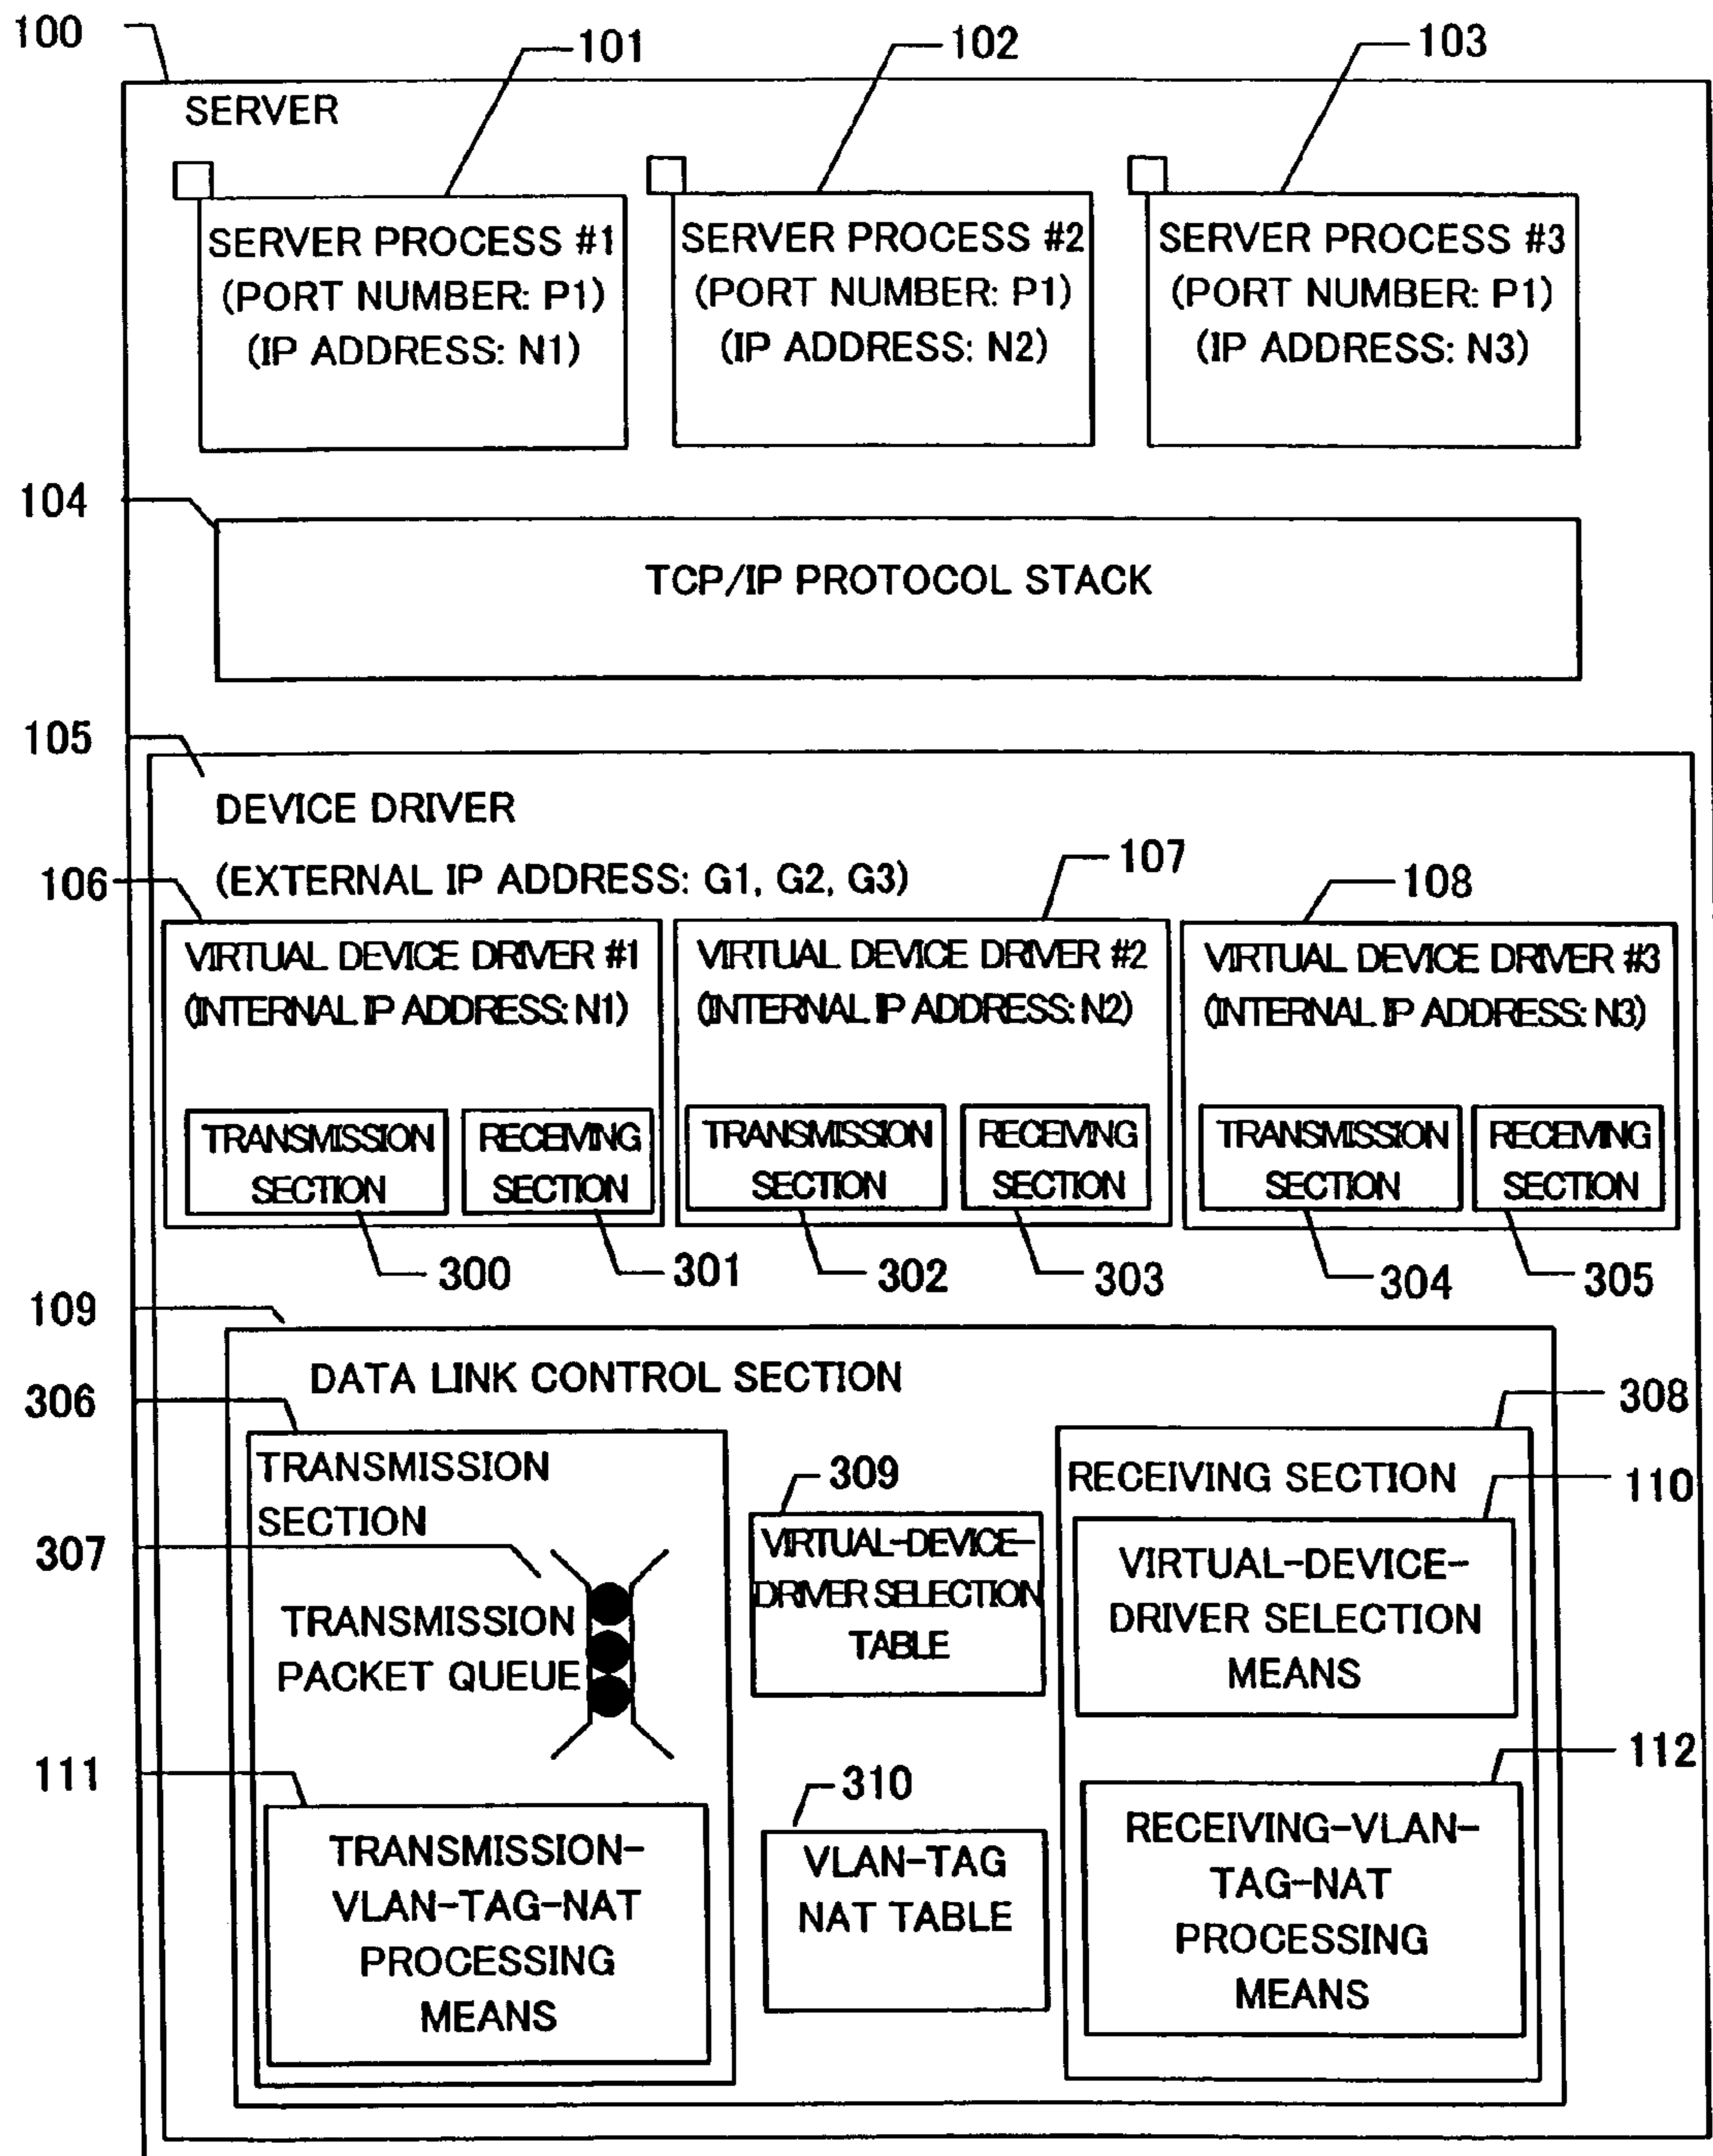 100
101
102
103
SERVER
SERVER PROCESS #1
(PORT NUMBER: P1)
(IP ADDRESS: N1)
SERVER PROCESS #2
(PORT NUMBER: P1)
(IP ADDRESS: N2)
SERVER PROCESS #3
(PORT NUMBER: P1)
(IP ADDRESS: N3)
104
TCP/IP PROTOCOL STACK
105
DEVICE DRIVER
(EXTERNAL IP ADDRESS: G1, G2, G3)
106
107
108
VIRTUAL DEVICE DRIVER #1
(INTERNAL IP ADDRESS: N1)
TRANSMISSION
SECTION
RECEIVING
SECTION
VIRTUAL DEVICE DRIVER #2
(INTERNAL IP ADDRESS: N2)
TRANSMISSION
SECTION
RECEIVING
SECTION
VIRTUAL DEVICE DRIVER #3
(INTERNAL IP ADDRESS: N3)
TRANSMISSION
SECTION
RECEIVING
SECTION
300
301
302
303
304
305
109
DATA LINK CONTROL SECTION
306
TRANSMISSION
SECTION
307
TRANSMISSION
PACKET QUEUE
111
TRANSMISSION-
VLAN-TAG-NAT
PROCESSING
MEANS
309
VIRTUAL-DEVICE-
DRIVER SELECTION
TABLE
310
VLAN-TAG
NAT TABLE
308
RECEIVING SECTION
110
VIRTUAL-DEVICE-
DRIVER SELECTION
MEANS
112
RECEIVING-VLAN-
TAG-NAT
PROCESSING
MEANS